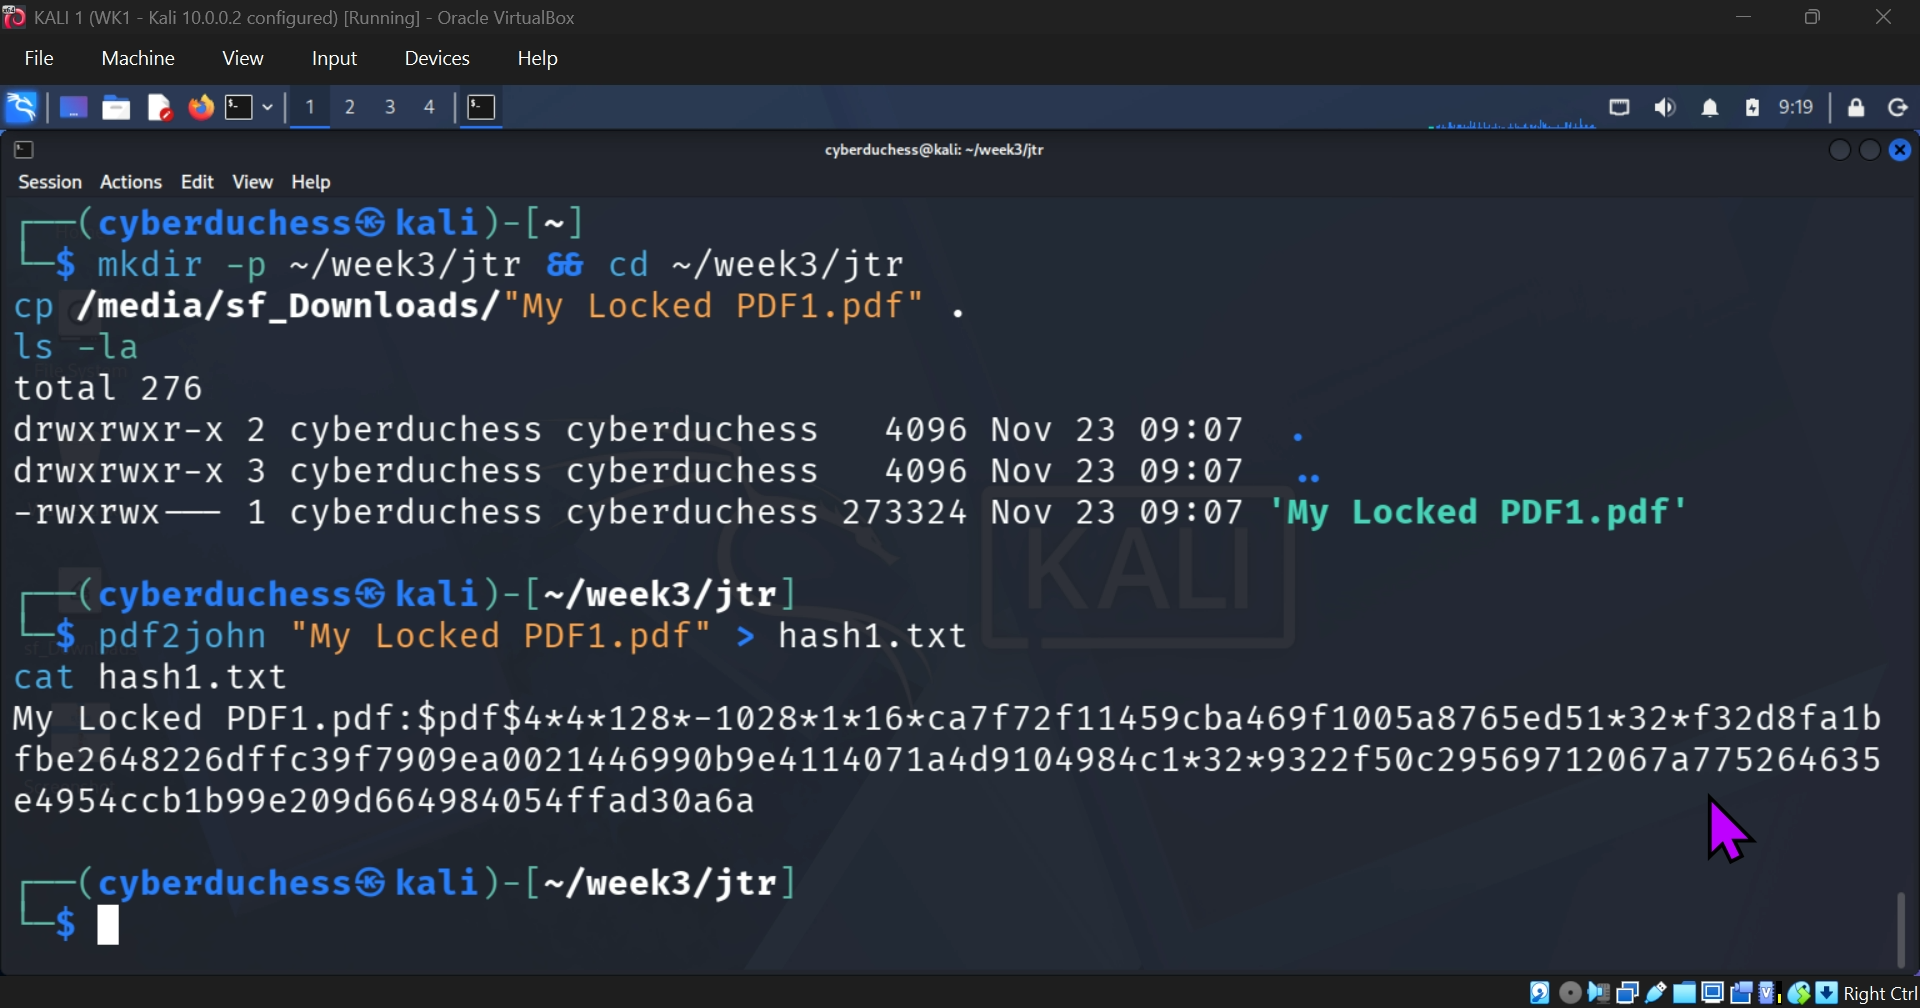 KALI 1 (WK1 - Kali 10.0.0.2 configured) [Running] - Oracle VirtualBox
File Machine View Input Devices Help
1 2 3 4 9:19
cyberduchess@kali: ~/week3/jtr
Session Actions Edit View Help
┌──(cyberduchess㉿kali)-[~]
└─$ mkdir -p ~/week3/jtr && cd ~/week3/jtr
cp /media/sf_Downloads/"My Locked PDF1.pdf" .
ls -la
total 276
drwxrwxr-x 2 cyberduchess cyberduchess   4096 Nov 23 09:07  .
drwxrwxr-x 3 cyberduchess cyberduchess   4096 Nov 23 09:07  ..
-rwxrwx--- 1 cyberduchess cyberduchess 273324 Nov 23 09:07 'My Locked PDF1.pdf'
┌──(cyberduchess㉿kali)-[~/week3/jtr]
└─$ pdf2john "My Locked PDF1.pdf" > hash1.txt
cat hash1.txt
My Locked PDF1.pdf:$pdf$4*4*128*-1028*1*16*ca7f72f11459cba469f1005a8765ed51*32*f32d8fa1b
fbe2648226dffc39f7909ea0021446990b9e4114071a4d9104984c1*32*9322f50c29569712067a775264635
e4954ccb1b99e209d664984054ffad30a6a
┌──(cyberduchess㉿kali)-[~/week3/jtr]
└─$
KALI
Right Ctrl